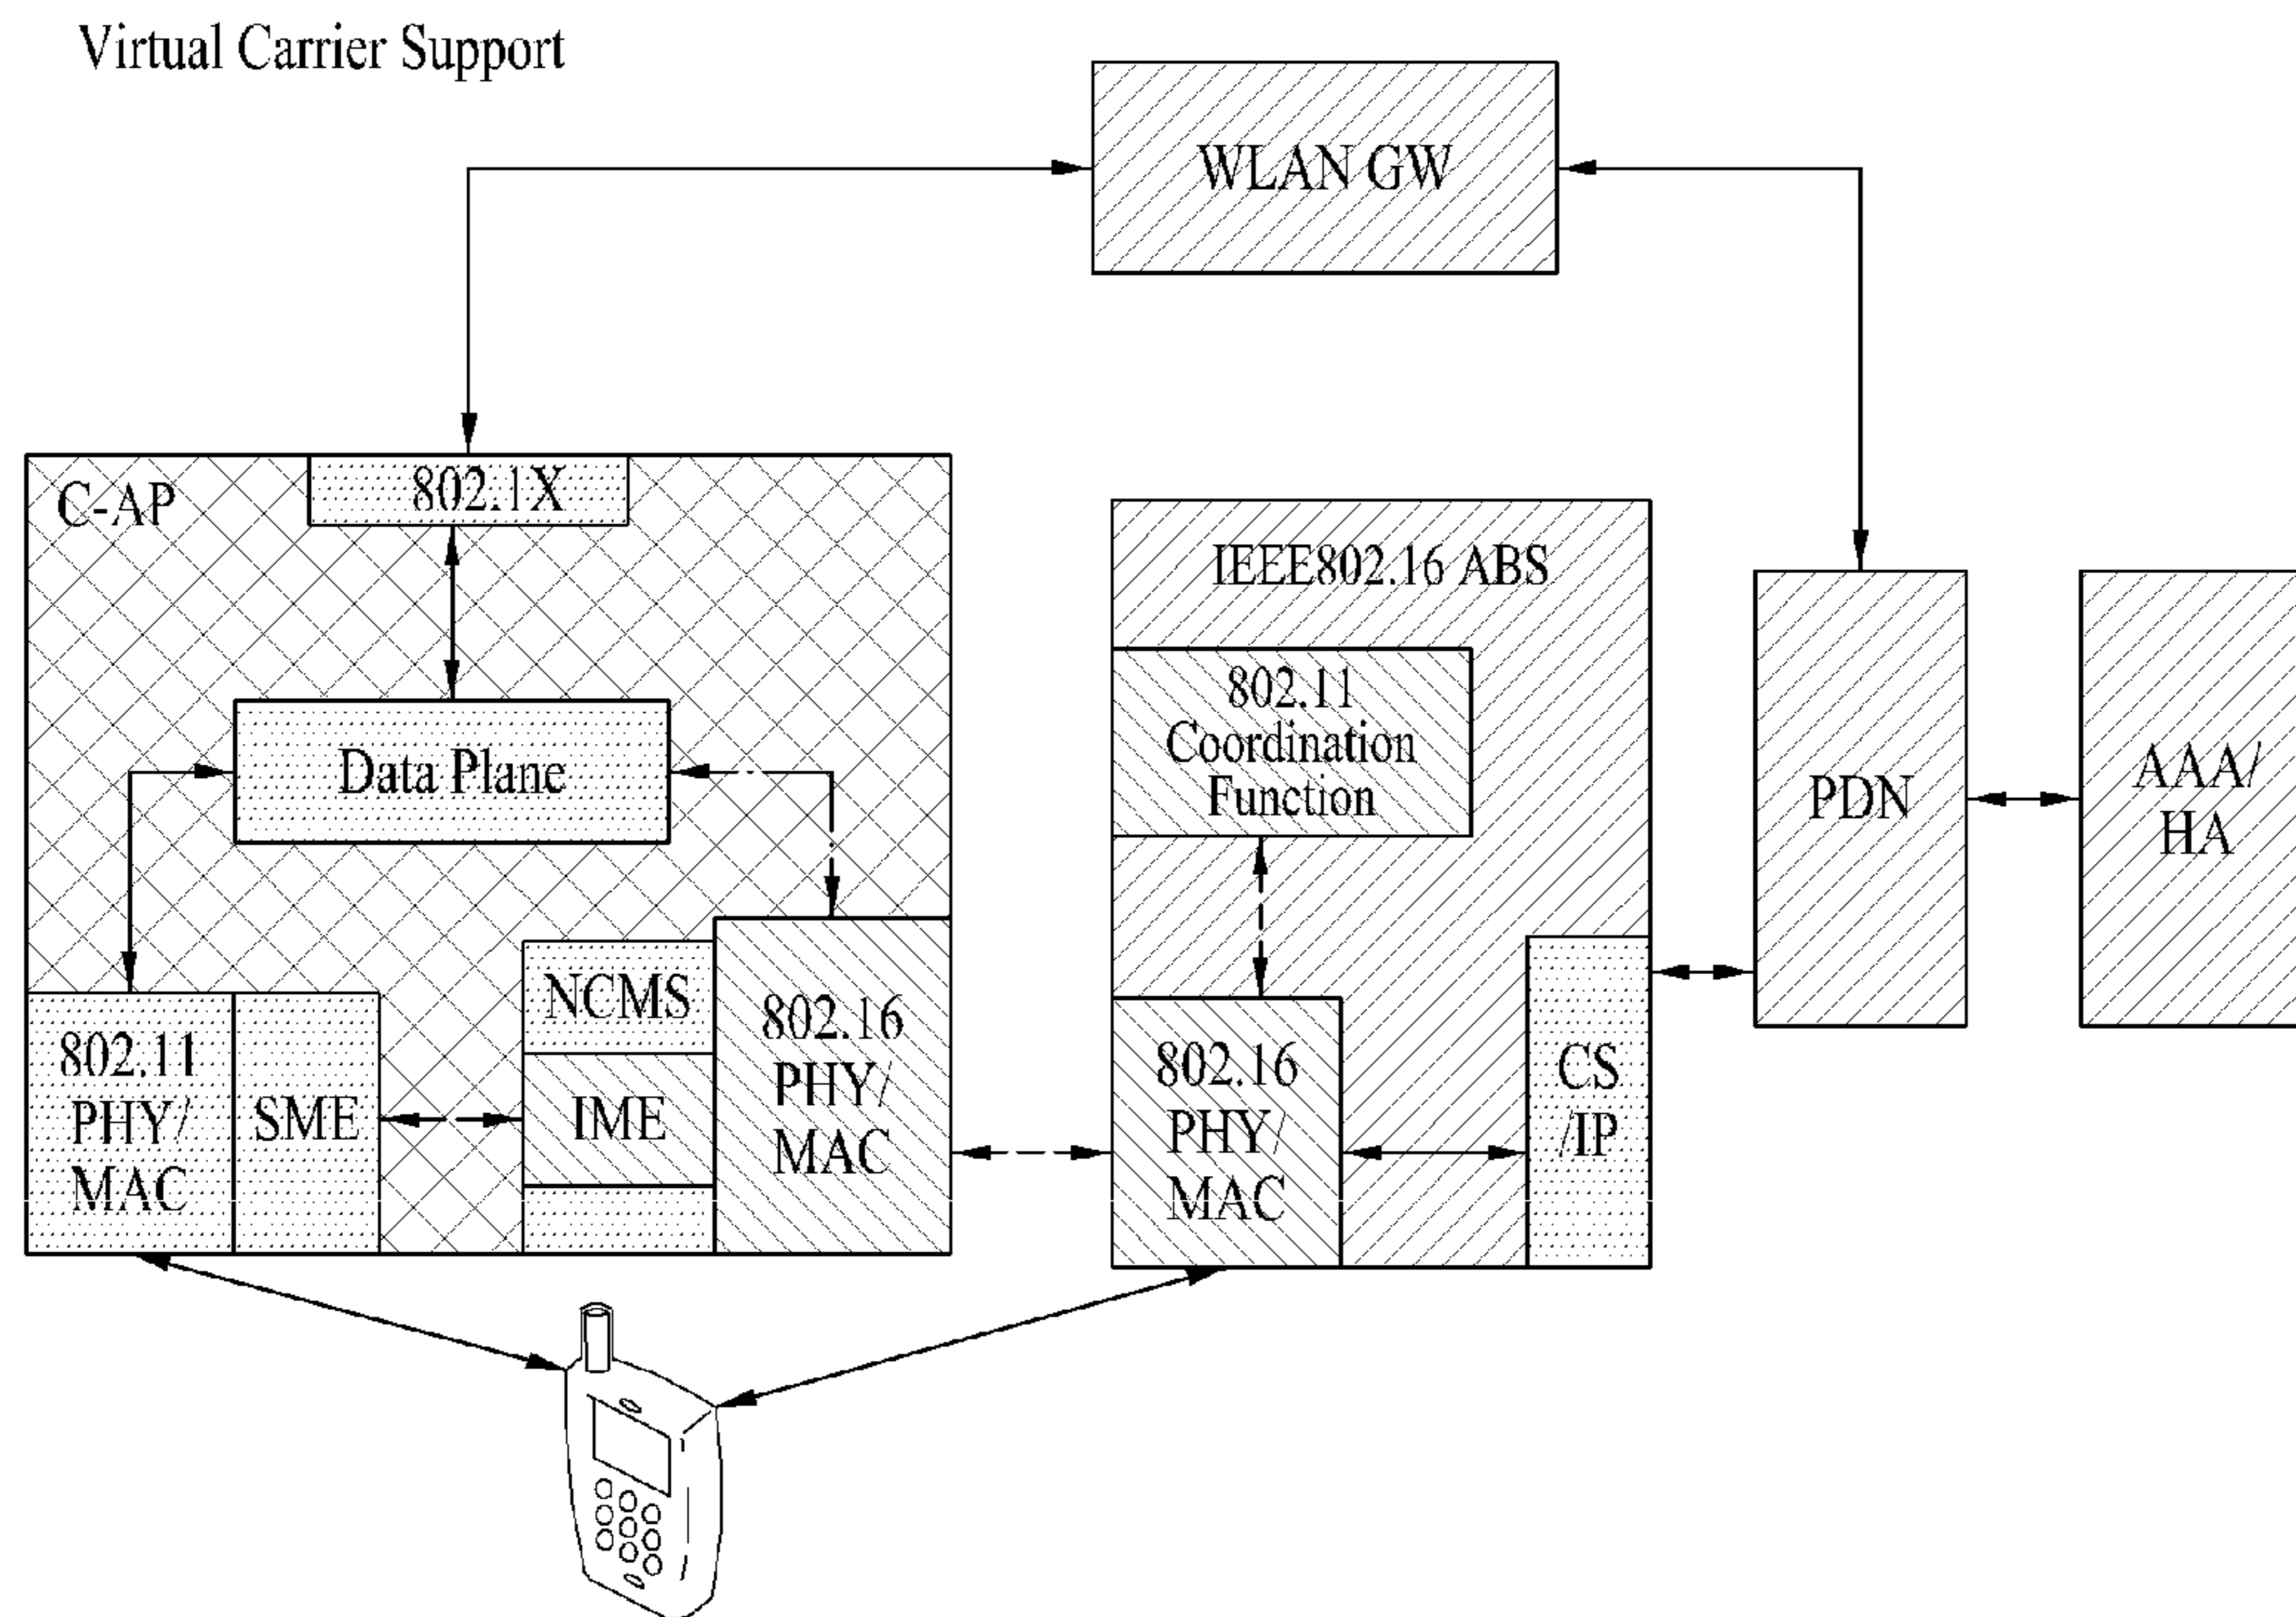 Virtual Carrier Support
WLAN GW
C-AP
802.1X
Data Plane
802.11
PHY/
MAC
SME
NCMS
IME
802.16
PHY/
MAC
IEEE802.16 ABS
802.11
Coordination
Function
802.16
PHY/
MAC
CS
/IP
PDN
AAA/
HA